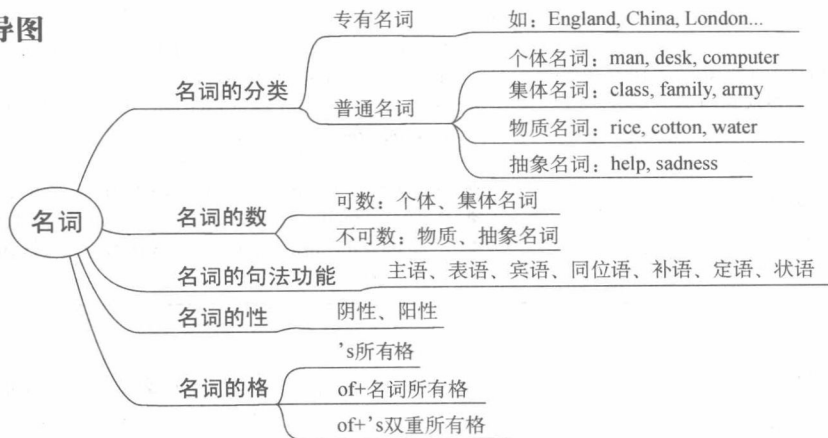 导图
名词
名词的分类
专有名词
如：England, China, London...
普通名词
个体名词：man, desk, computer
集体名词：class, family, army
物质名词：rice, cotton, water
抽象名词：help, sadness
名词的数
可数：个体、集体名词
不可数：物质、抽象名词
名词的句法功能
主语、表语、宾语、同位语、补语、定语、状语
名词的性
阴性、阳性
名词的格
’s所有格
of+名词所有格
of+’s双重所有格